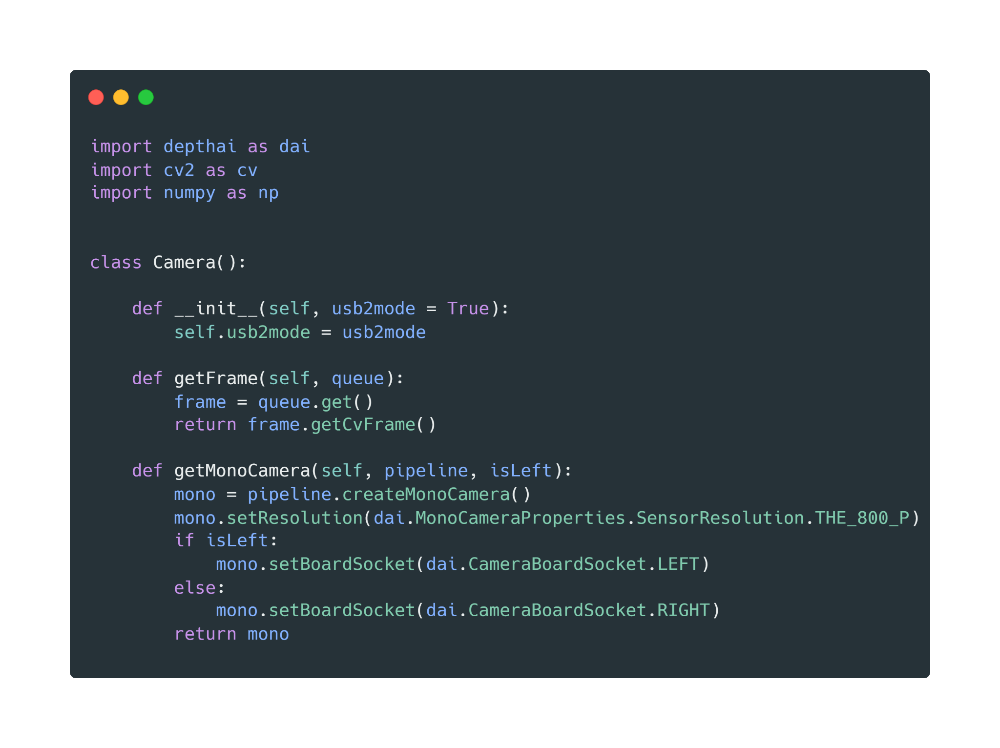 import depthai as dai
import cv2 as cv
import numpy as np
class Camera():
    def __init__(self, usb2mode = True):
        self.usb2mode = usb2mode
    def getFrame(self, queue):
        frame = queue.get()
        return frame.getCvFrame()
    def getMonoCamera(self, pipeline, isLeft):
        mono = pipeline.createMonoCamera()
        mono.setResolution(dai.MonoCameraProperties.SensorResolution.THE_800_P)
        if isLeft:
            mono.setBoardSocket(dai.CameraBoardSocket.LEFT)
        else:
            mono.setBoardSocket(dai.CameraBoardSocket.RIGHT)
        return mono